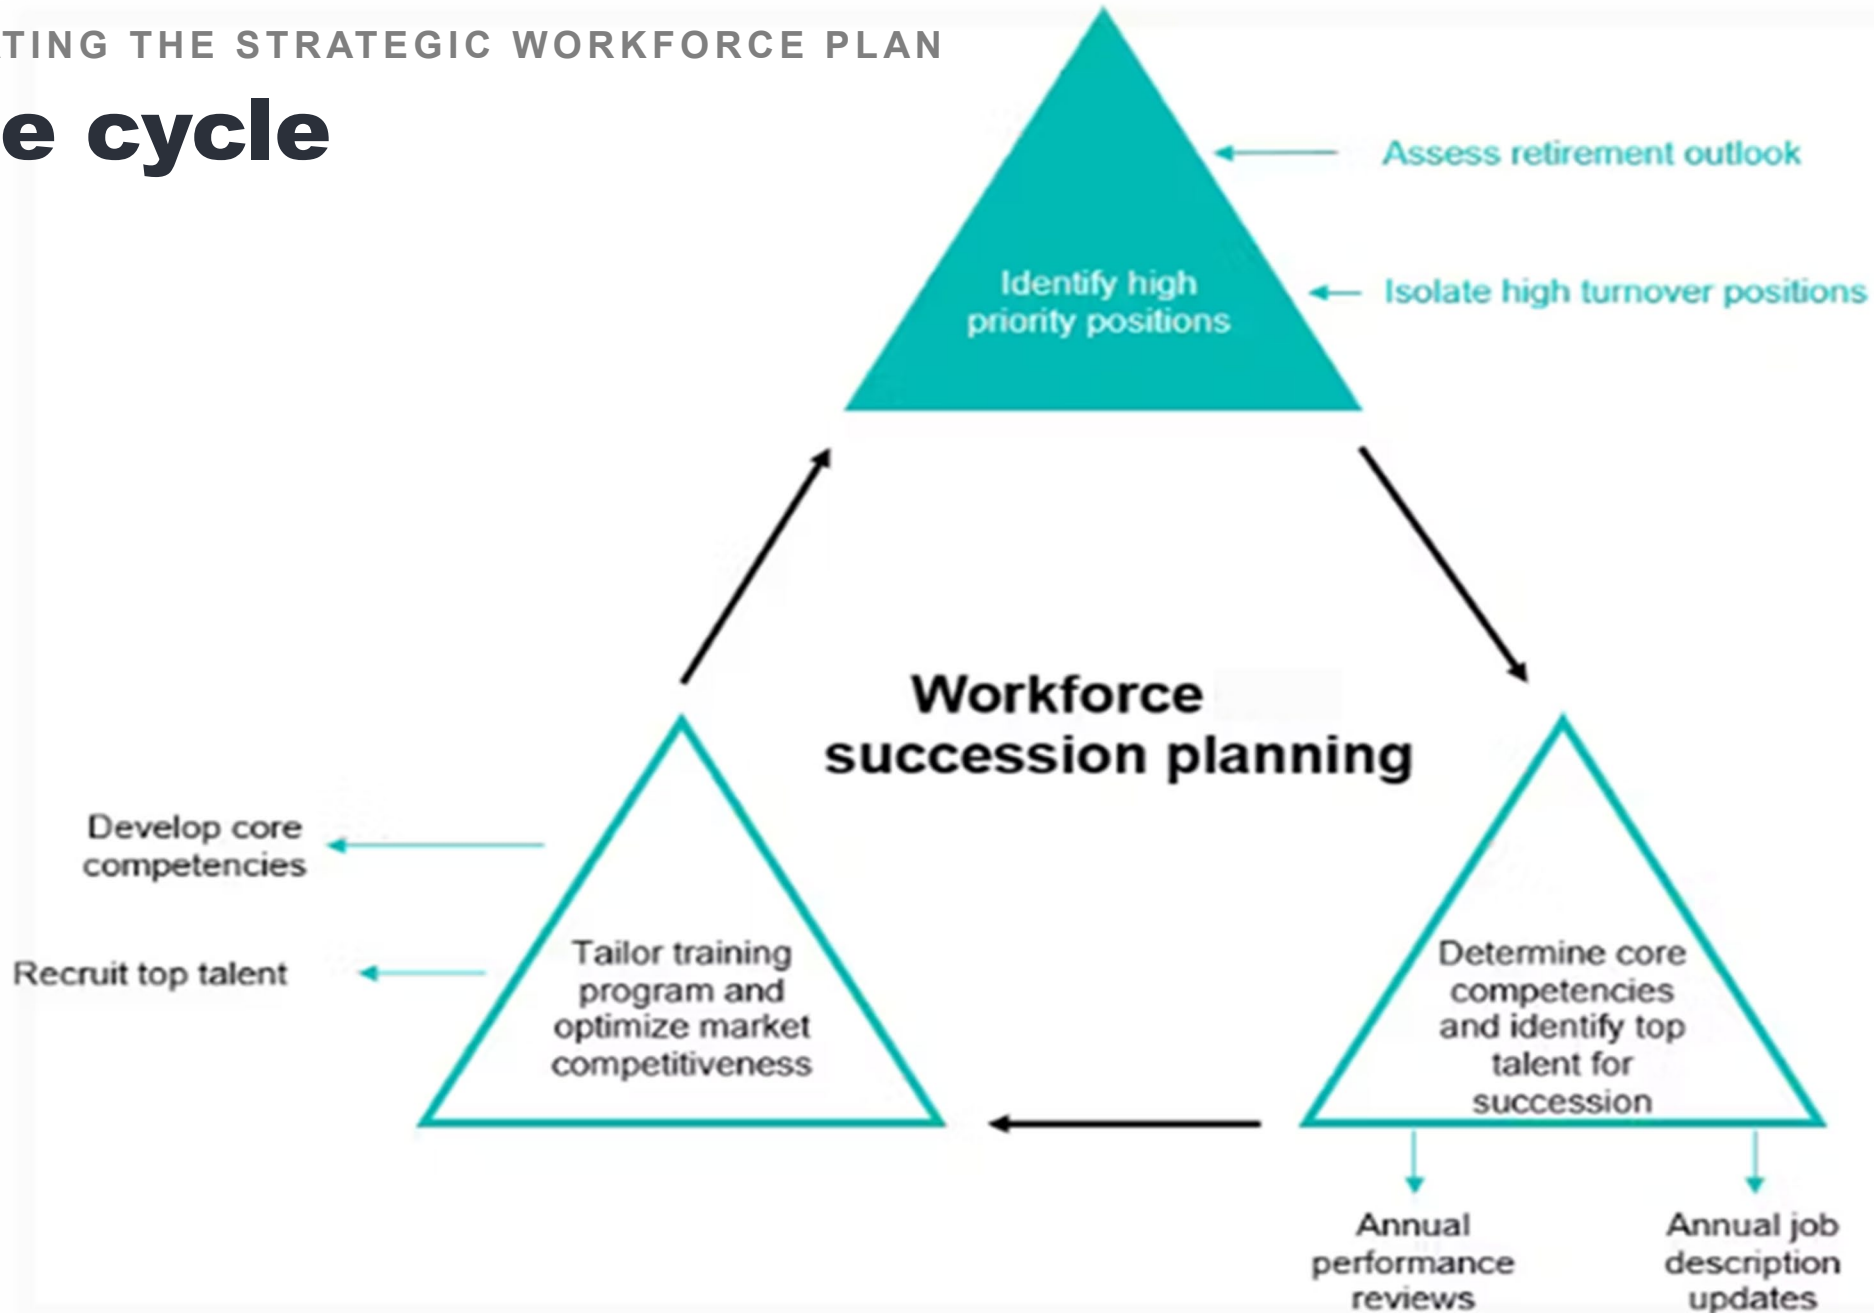 TING THE STRATEGIC WORKFORCE PLAN
e cycle
Assess retirement outlook
Identify high
priority positions
Isolate high turnover positions
Workforce
succession planning
Develop core
competencies
Recruit top talent
Tailor training
program and
optimize market
competitiveness
Determine core
competencies
and identify top
talent for
succession
Annual
performance
reviews
Annual job
description
updates